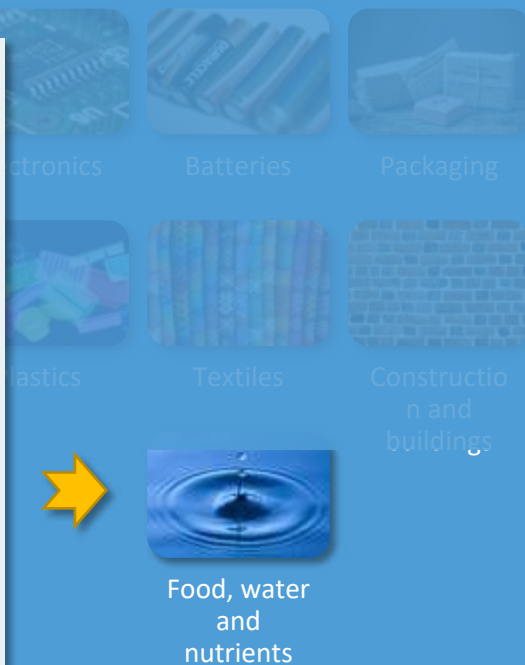 ctronics
Batteries
Packaging
lastics
Textiles
Constructio
n and
buildings
Food, water
and
nutrients